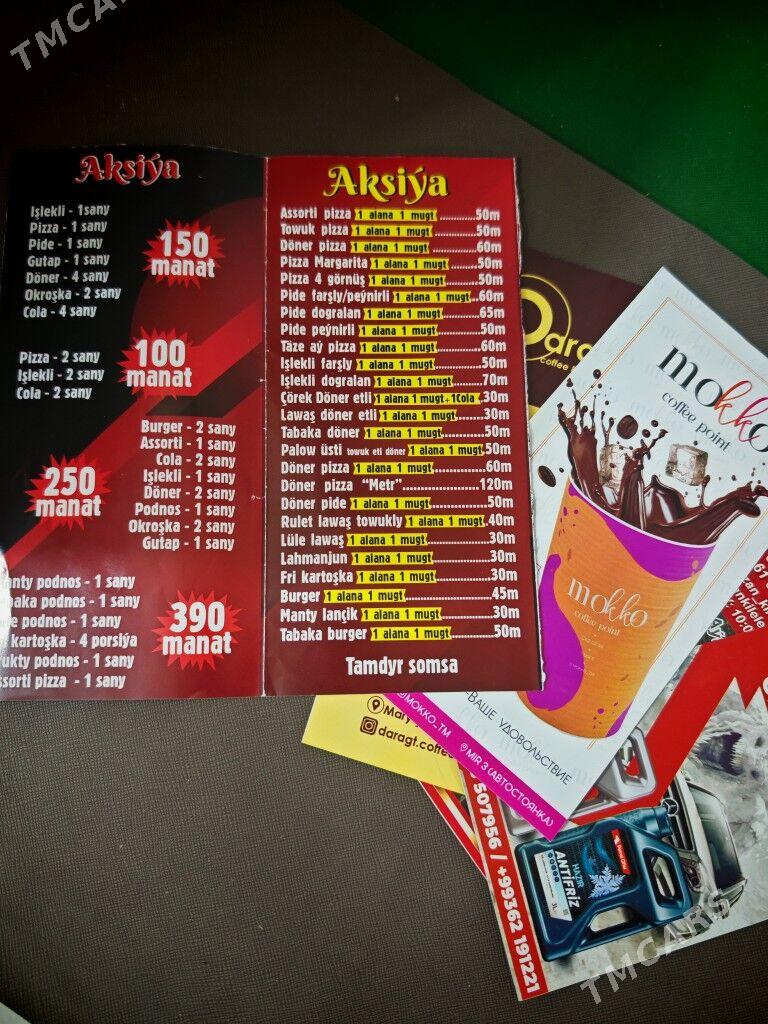 TMCARS
Aksiýa
Işlekli - 1sany
Pizza - 1 sany
Pide - 1 sany
Gutap - 1 sany
Döner - 4 sany
Okroşka - 2 sany
Cola - 4 sany
150
manat
Pizza - 2 sany
Işlekli - 2 sany
Cola - 2 sany
100
manat
Burger - 2 sany
Assorti - 1 sany
Cola - 2 sany
Işlekli - 1 sany
Döner - 2 sany
Podnos - 1 sany
Okroşka - 2 sany
Gutap - 1 sany
250
manat
podnos - 1 sany
podnos - 1 sany
podnos - 1 sany
kartoşka - 4 porsiýa
podnos - 1 sany
pizza - 1 sany
390
manat
Aksiýa
Assorti pizza 1 alana 1 mugt ............50m
Towuk pizza 1 alana 1 mugt ............50m
Döner pizza 1 alana 1 mugt ............60m
Pizza Margarita 1 alana 1 mugt ........50m
Pizza 4 görnüş 1 alana 1 mugt .........50m
Pide farşly/peýnirli 1 alana 1 mugt ..60m
Pide dogralan 1 alana 1 mugt .........65m
Pide peýnirli 1 alana 1 mugt ...........50m
Täze aý pizza 1 alana 1 mugt ..........60m
Işlekli farşly 1 alana 1 mugt ...........50m
Işlekli dogralan 1 alana 1 mugt .......70m
Çörek Döner etli 1 alana 1 mugt+1Cola .30m
Lawaş döner etli 1 alana 1 mugt ......30m
Tabaka döner 1 alana 1 mugt ..........50m
Palow üsti towuk eti döner 1 alana 1 mugt .50m
Döner pizza 1 alana 1 mugt ............60m
Döner pizza "Metr"..................120m
Döner pide 1 alana 1 mugt .............50m
Rulet lawaş towukly 1 alana 1 mugt .40m
Lüle lawaş 1 alana 1 mugt .............30m
Lahmanjun 1 alana 1 mugt .............30m
Fri kartoşka 1 alana 1 mugt ...........30m
Burger 1 alana 1 mugt ..................45m
Manty lançik 1 alana 1 mugt ...........30m
Tabaka burger 1 alana 1 mugt .........50m
Tamdyr somsa
Darag
coffee
Mary
daragt.coffee
mokko
coffee point
mokko
coffee point
ВАШЕ УДОВОЛЬСТВИЕ
@MOKKO_TM
MIR 3 (АВТОСТОЯНКА)
507956 / +99362 191221
HAZIR
ANTİFRİZ
3L
TMCARS